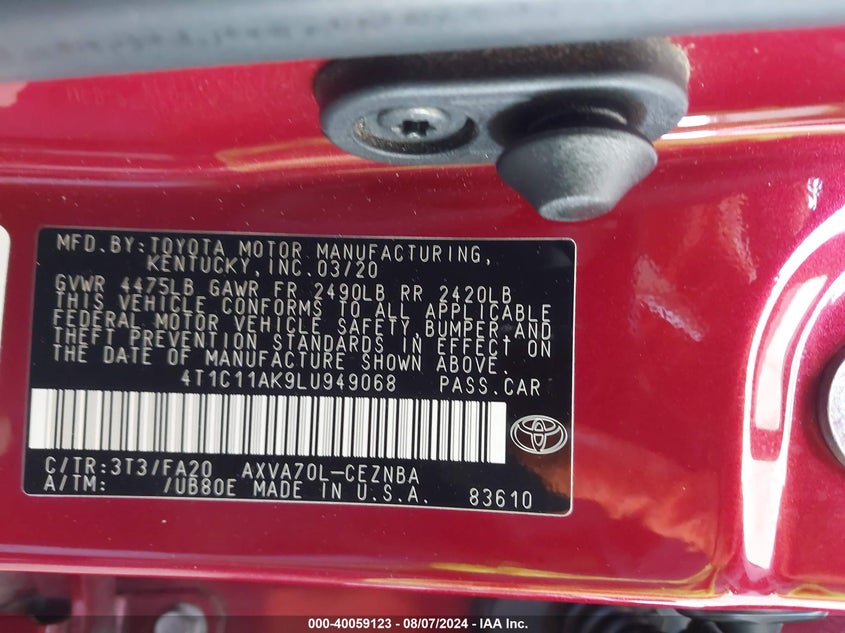 MFD.BY:TOYOTA MOTOR MANUFACTURING,
KENTUCKY, INC.03/20
GVWR 4475LB GAWR FR 2490LB RR 2420LB
THIS VEHICLE CONFORMS TO ALL APPLICABLE
FEDERAL MOTOR VEHICLE SAFETY,BUMPER AND
THEFT PREVENTION STANDARDS IN EFFECT ON
THE DATE OF MANUFACTURE SHOWN ABOVE.
4T1C11AK9LU949068 PASS.CAR
C/TR:3T3/FA20 AXVA70L-CEZNBA
A/TM: /UB80E MADE IN U.S.A. 83610
000-40059123 - 08/07/2024 - IAA Inc.